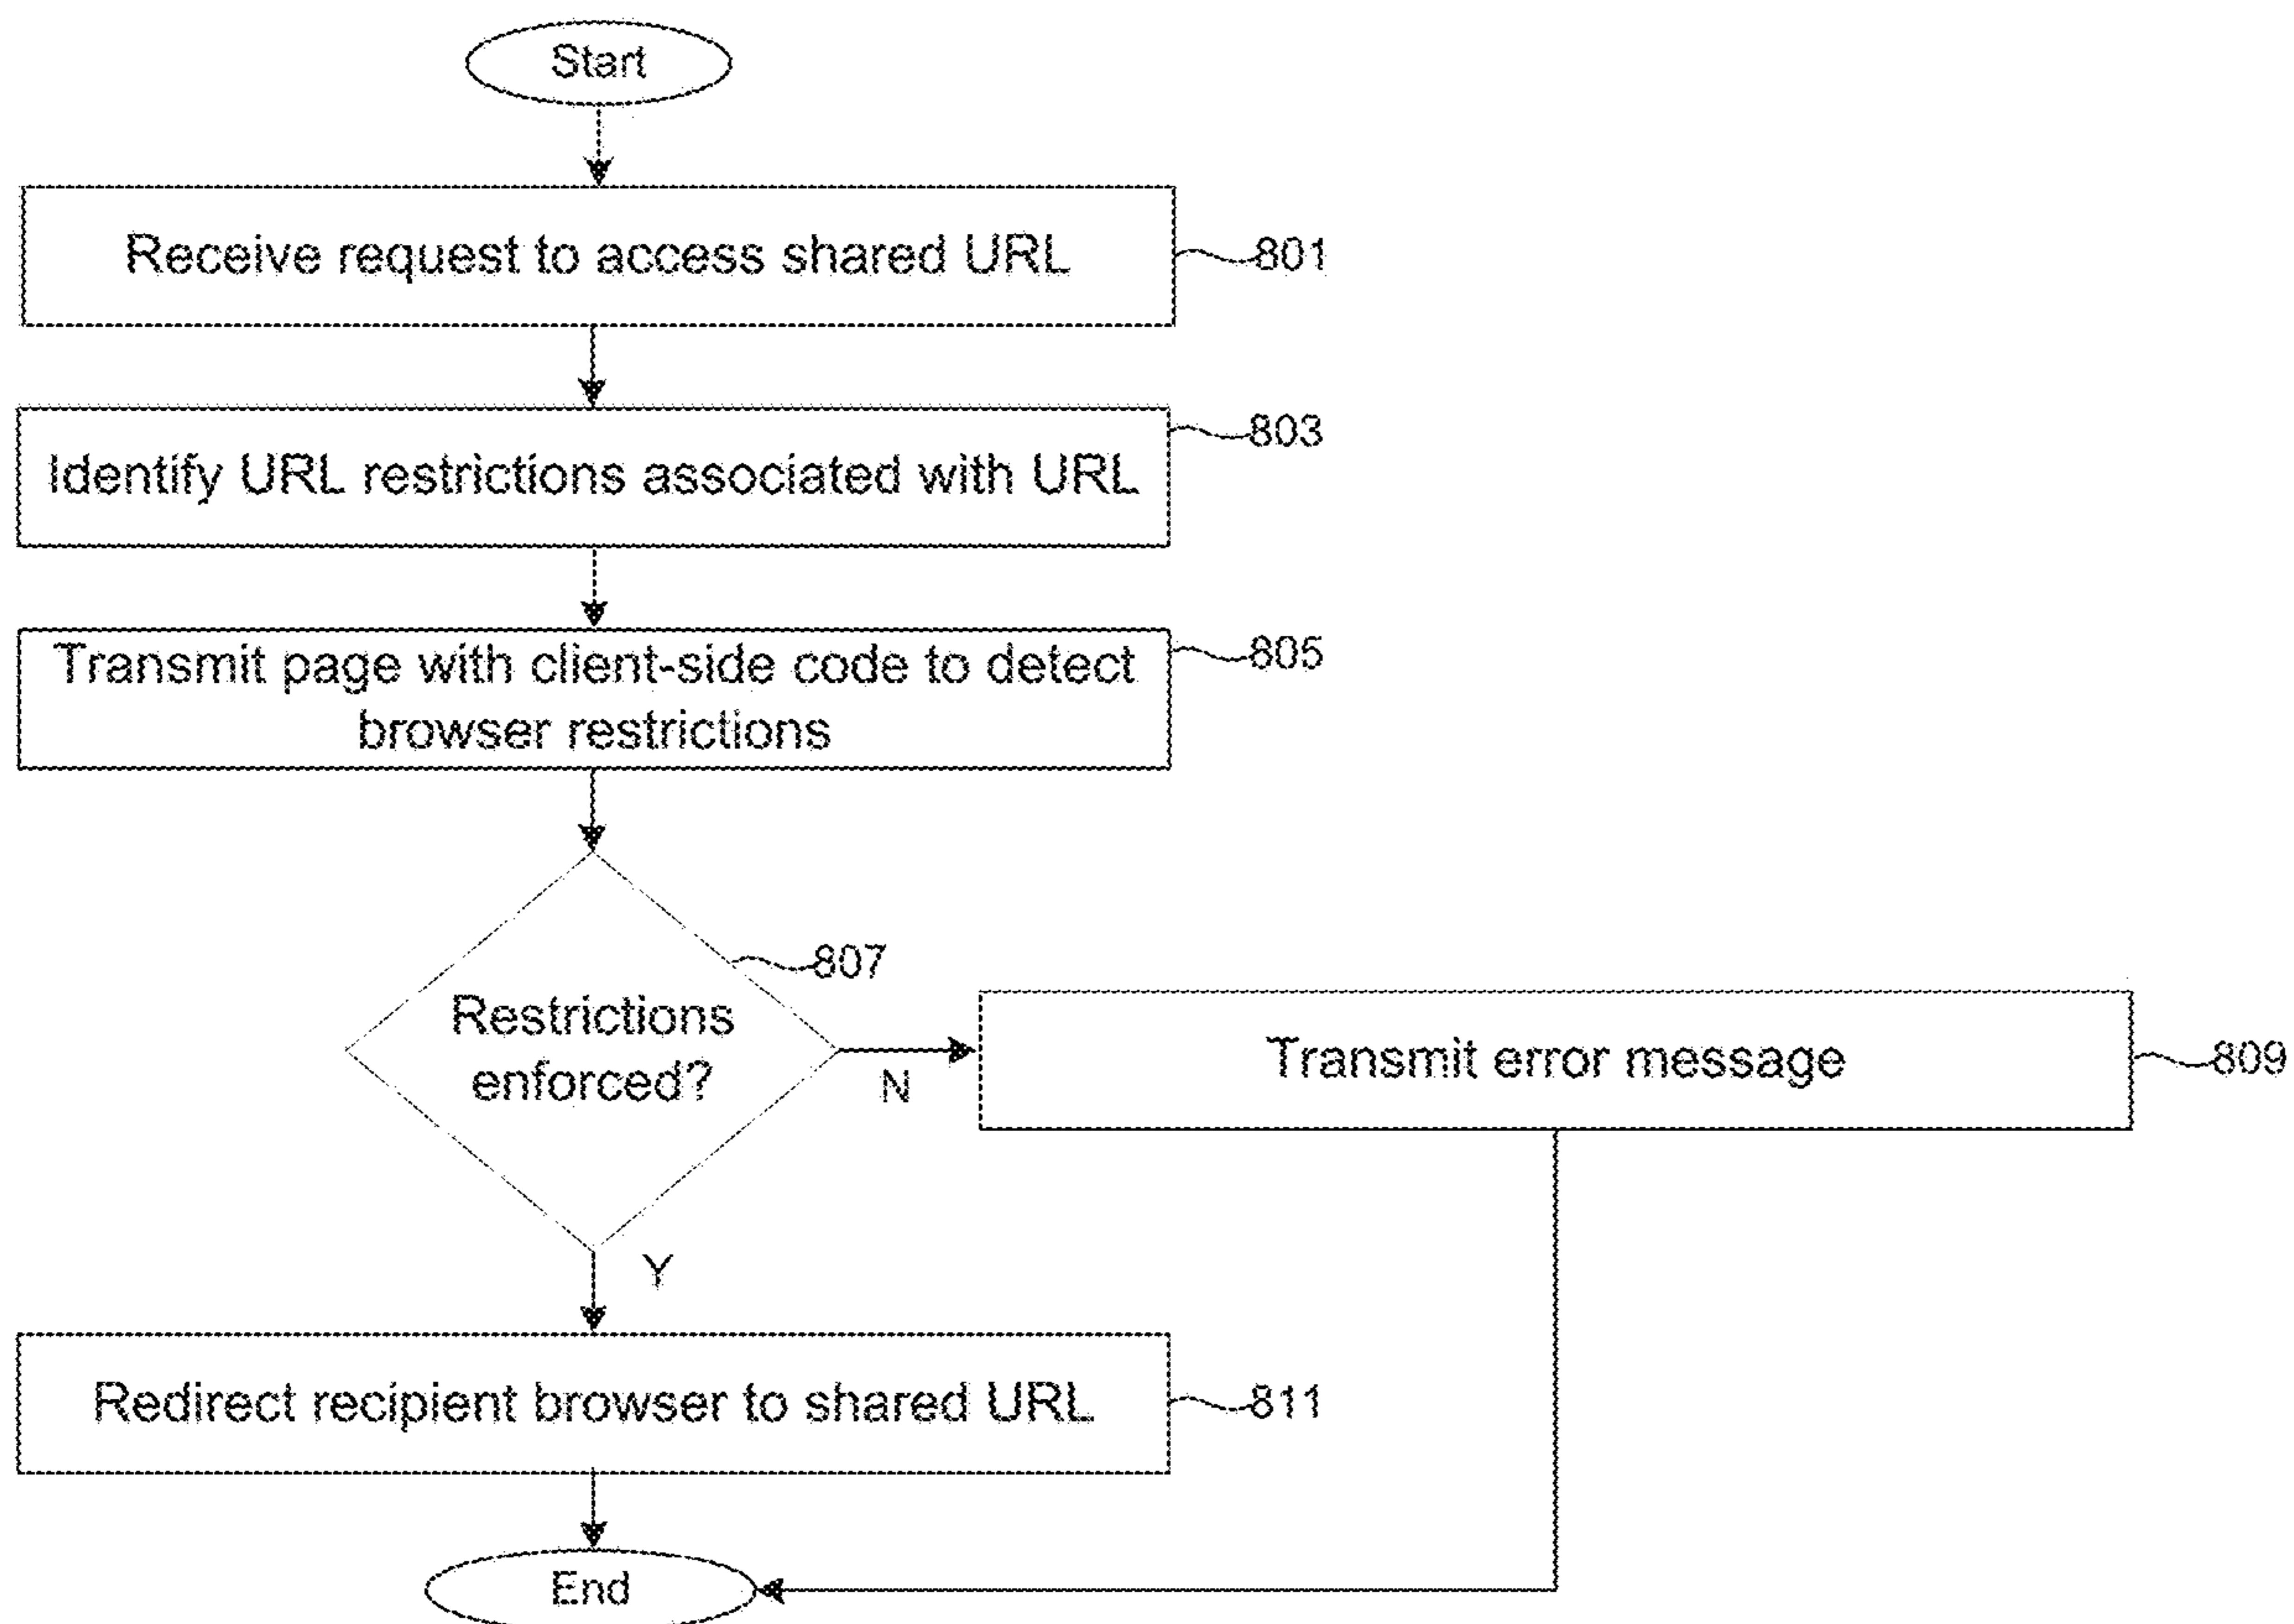 Start
Receive request to access shared URL
801
Identify URL restrictions associated with URL
803
Transmit page with client-side code to detect
browser restrictions
805
807
Restrictions
enforced?
N
Transmit error message
809
Y
Redirect recipient browser to shared URL
811
End